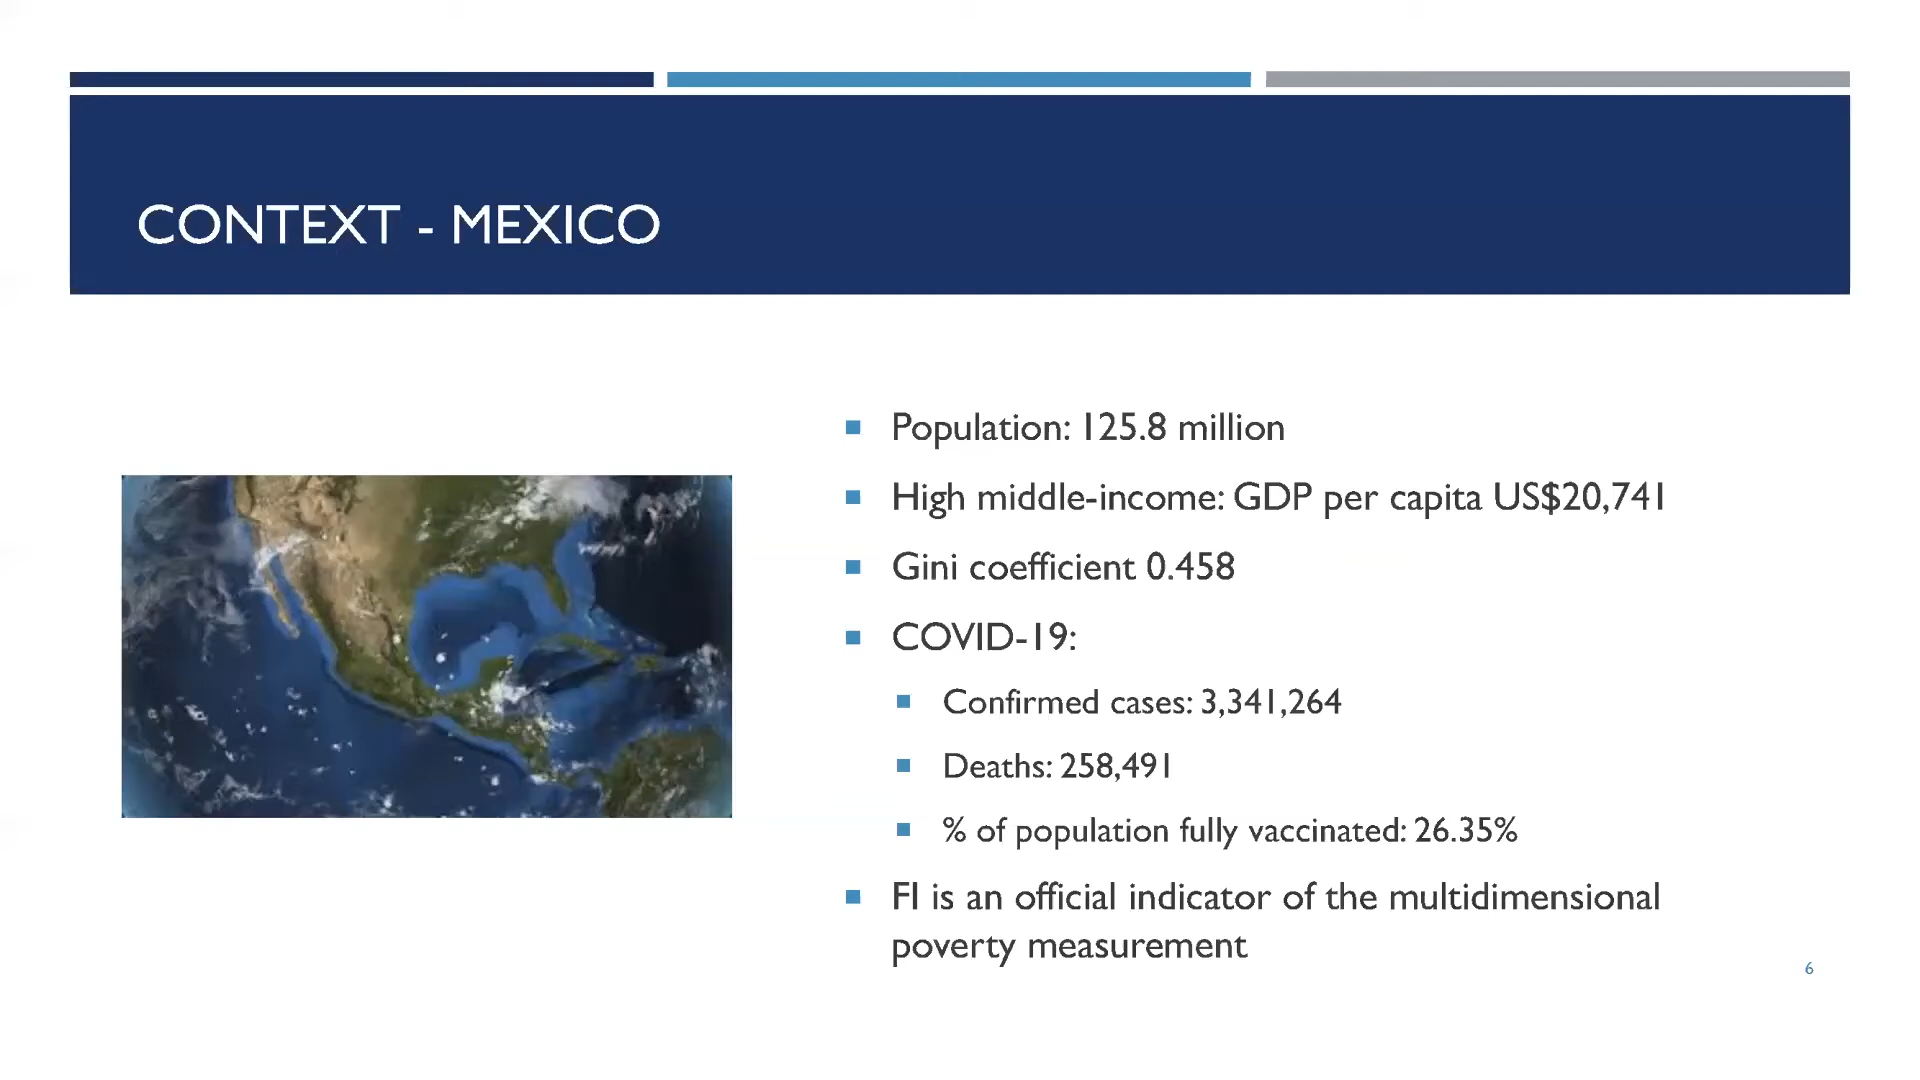 CONTEXT - MEXICO
Population: 125.8 million
High middle-income: GDP per capita US$20,741
Gini coefficient 0.458
COVID-19:
Confirmed cases: 3,341,264
Deaths: 258,491
% of population fully vaccinated: 26.35%
FI is an official indicator of the multidimensional
poverty measurement
6